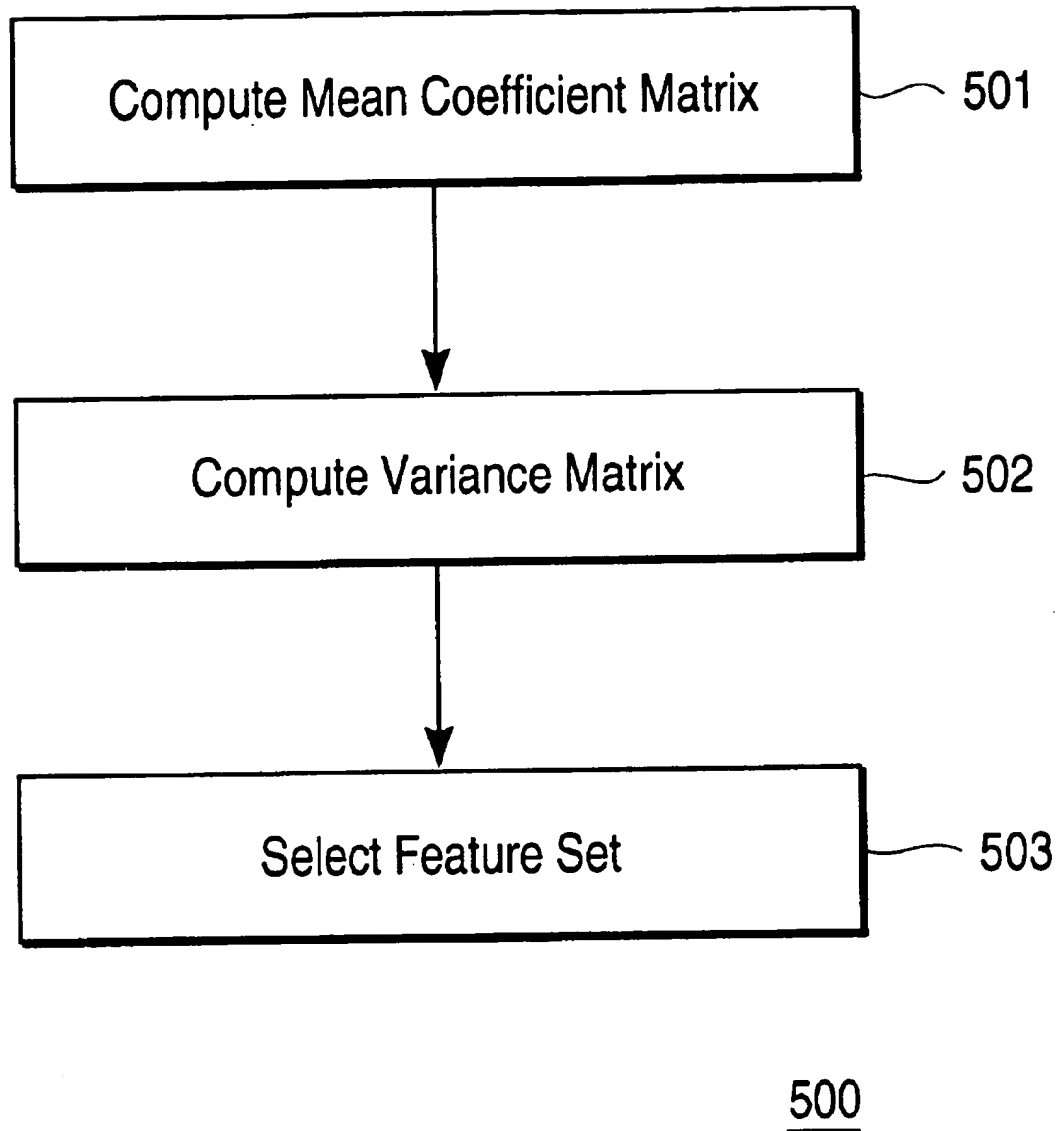 Compute Mean Coefficient Matrix 501
Compute Variance Matrix 502
Select Feature Set 503
500